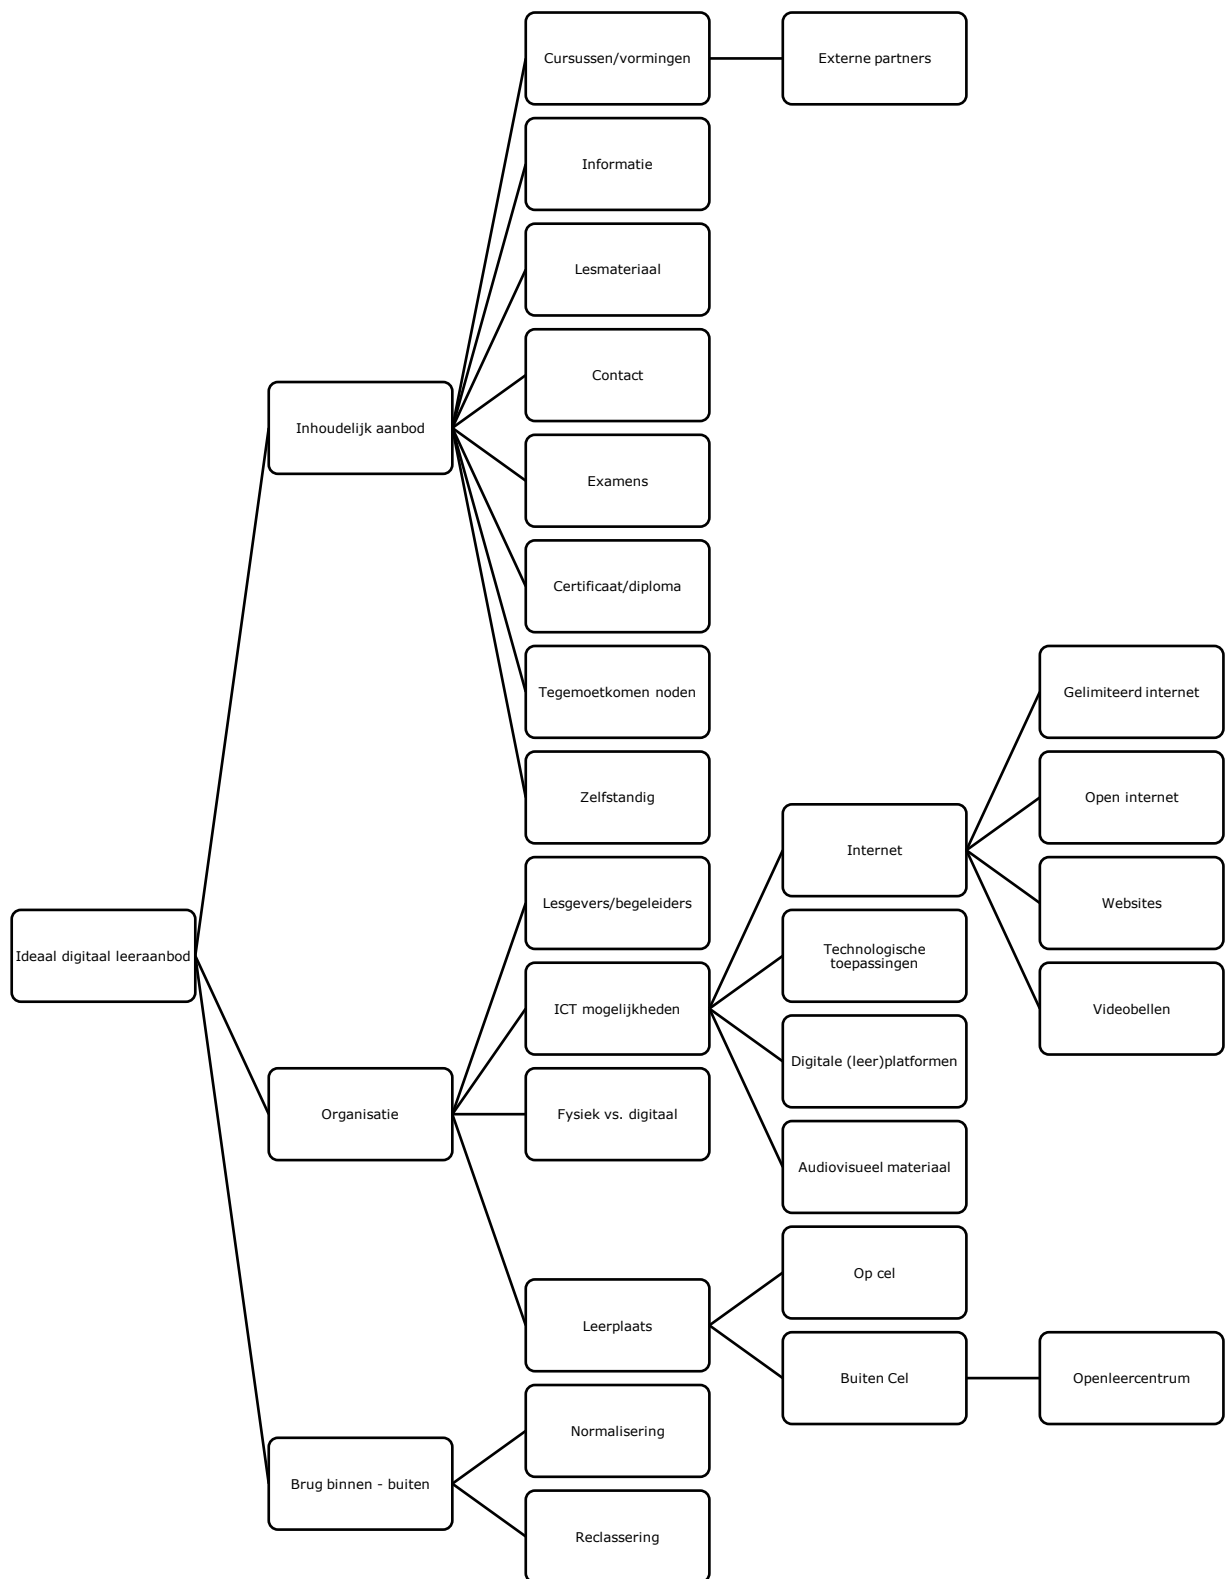 Cursussen/vormingen
Externe partners
Informatie
Lesmateriaal
Contact
Inhoudelijk aanbod
Examens
Certificaat/diploma
Tegemoetkomen noden
Gelimiteerd internet
Zelfstandig
Open internet
Internet
Lesgevers/begeleiders
Websites
Ideaal digitaal leeraanbod
Technologische
toepassingen
ICT mogelijkheden
Videobellen
Digitale (leer)platformen
Organisatie
Fysiek vs. digitaal
Audiovisueel materiaal
Op cel
Leerplaats
Buiten Cel
Openleercentrum
Normalisering
Brug binnen - buiten
Reclassering